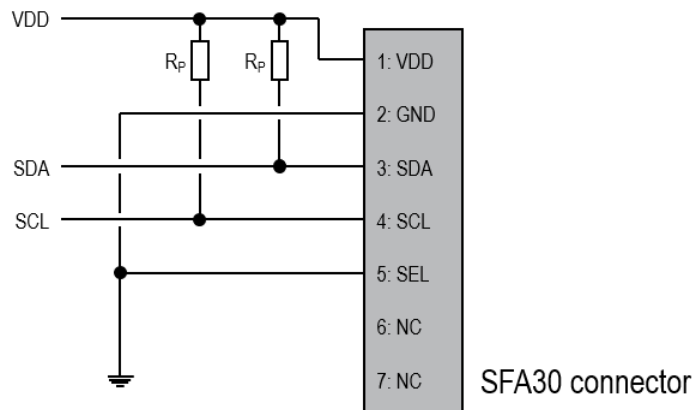 VDD
R_P R_P
1: VDD
2: GND
SDA
3: SDA
SCL
4: SCL
5: SEL
6: NC
7: NC
SFA30 connector